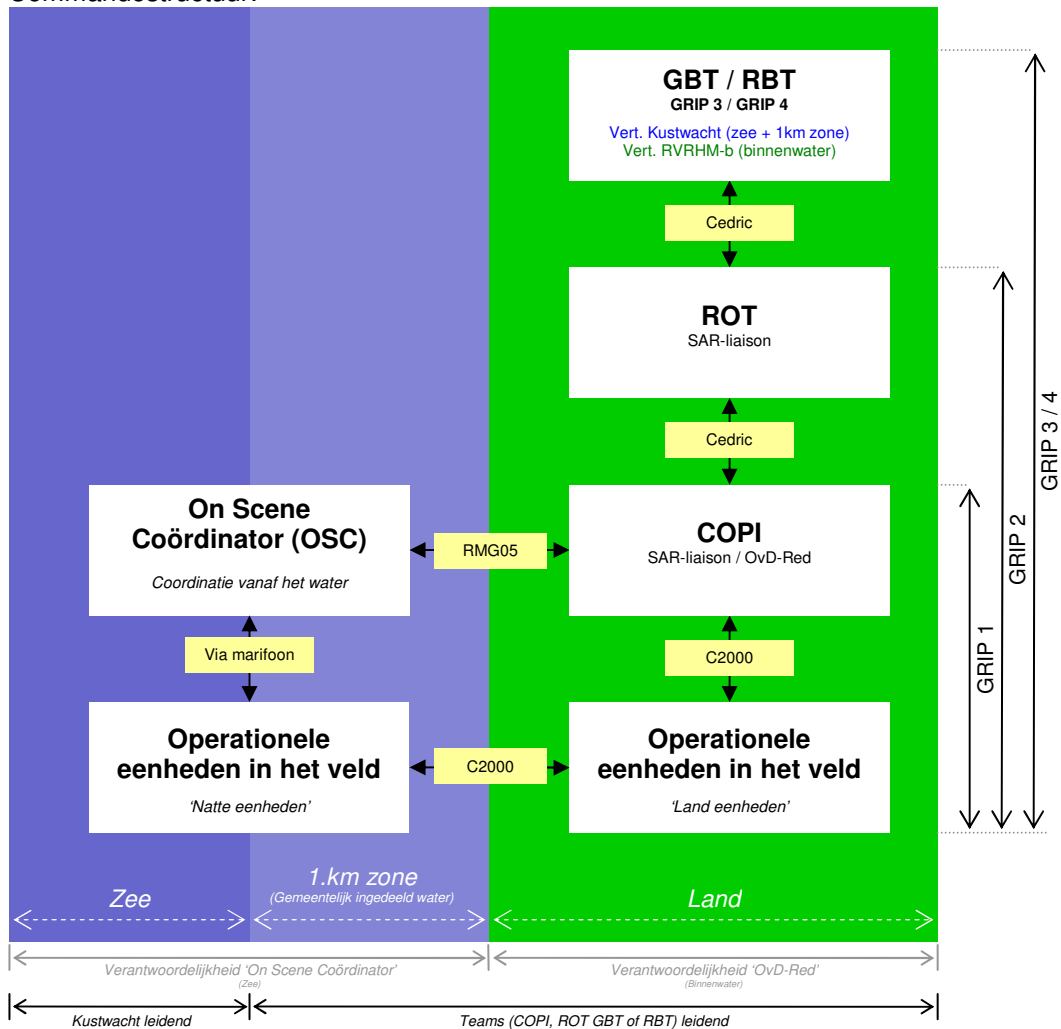 GBT / RBT
GRIP 3 / GRIP 4
Vert. Kustwacht (zee + 1km zone)
Vert. RVRHM-b (binnenwater)
Cedric
ROT
SAR-liaison
Cedric
On Scene
Coördinator (OSC)
Coordinatie vanaf het water
RMG05
COPI
SAR-liaison / OvD-Red
Via marifoon
C2000
Operationele
eenheden in het veld
'Natte eenheden'
C2000
Operationele
eenheden in het veld
'Land eenheden'
GRIP 1
GRIP 2
GRIP 3 / 4
Zee
1.km zone
(Gemeentelijk ingedeeld water)
Land
Verantwoordelijkheid 'On Scene Coördinator'
(Zee)
Verantwoordelijkheid 'OvD-Red'
(Binnenwater)
Kustwacht leidend
Teams (COPI, ROT GBT of RBT) leidend